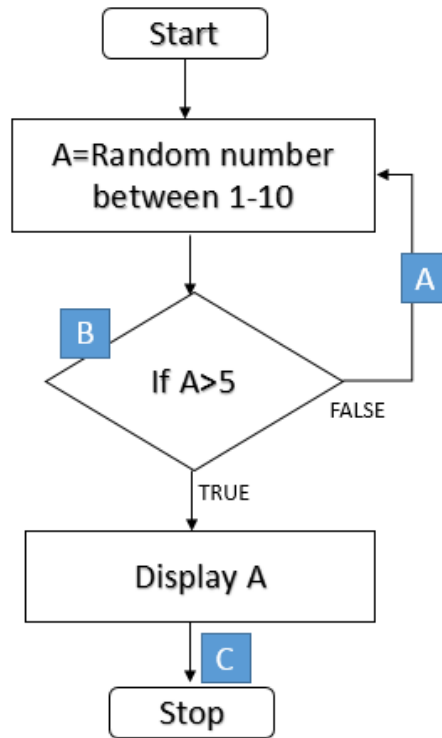 Start
A=Random number
between 1-10
A
B
If A>5
FALSE
TRUE
Display A
C
Stop